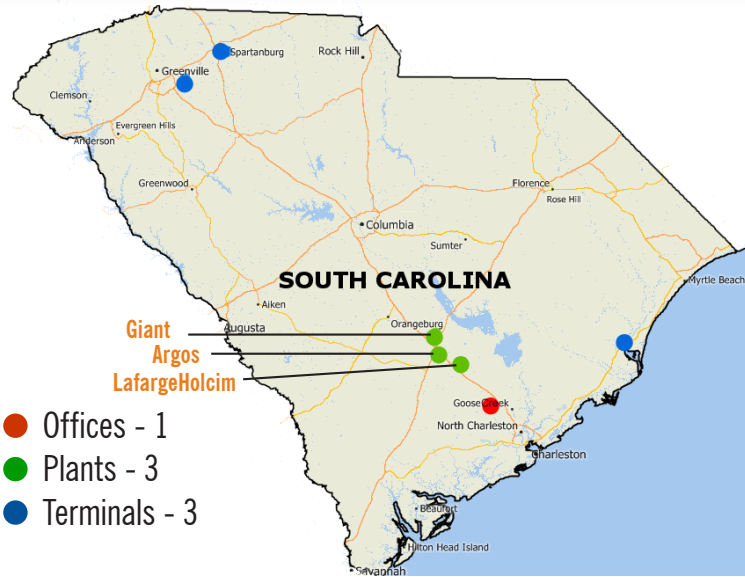 Spartanburg
Rock Hill
Greenville
Clemson
Evergreen Hills
Anderson
Greenwood
Florence
Rose Hill
Columbia
Sumter
SOUTH CAROLINA
Myrtle Beach
Aiken
Augusta
Orangeburg
Giant
Argos
LafargeHolcim
Goose Creek
North Charleston
Charleston
Offices - 1
Plants - 3
Terminals - 3
Beaufort
Hilton Head Island
Savannah